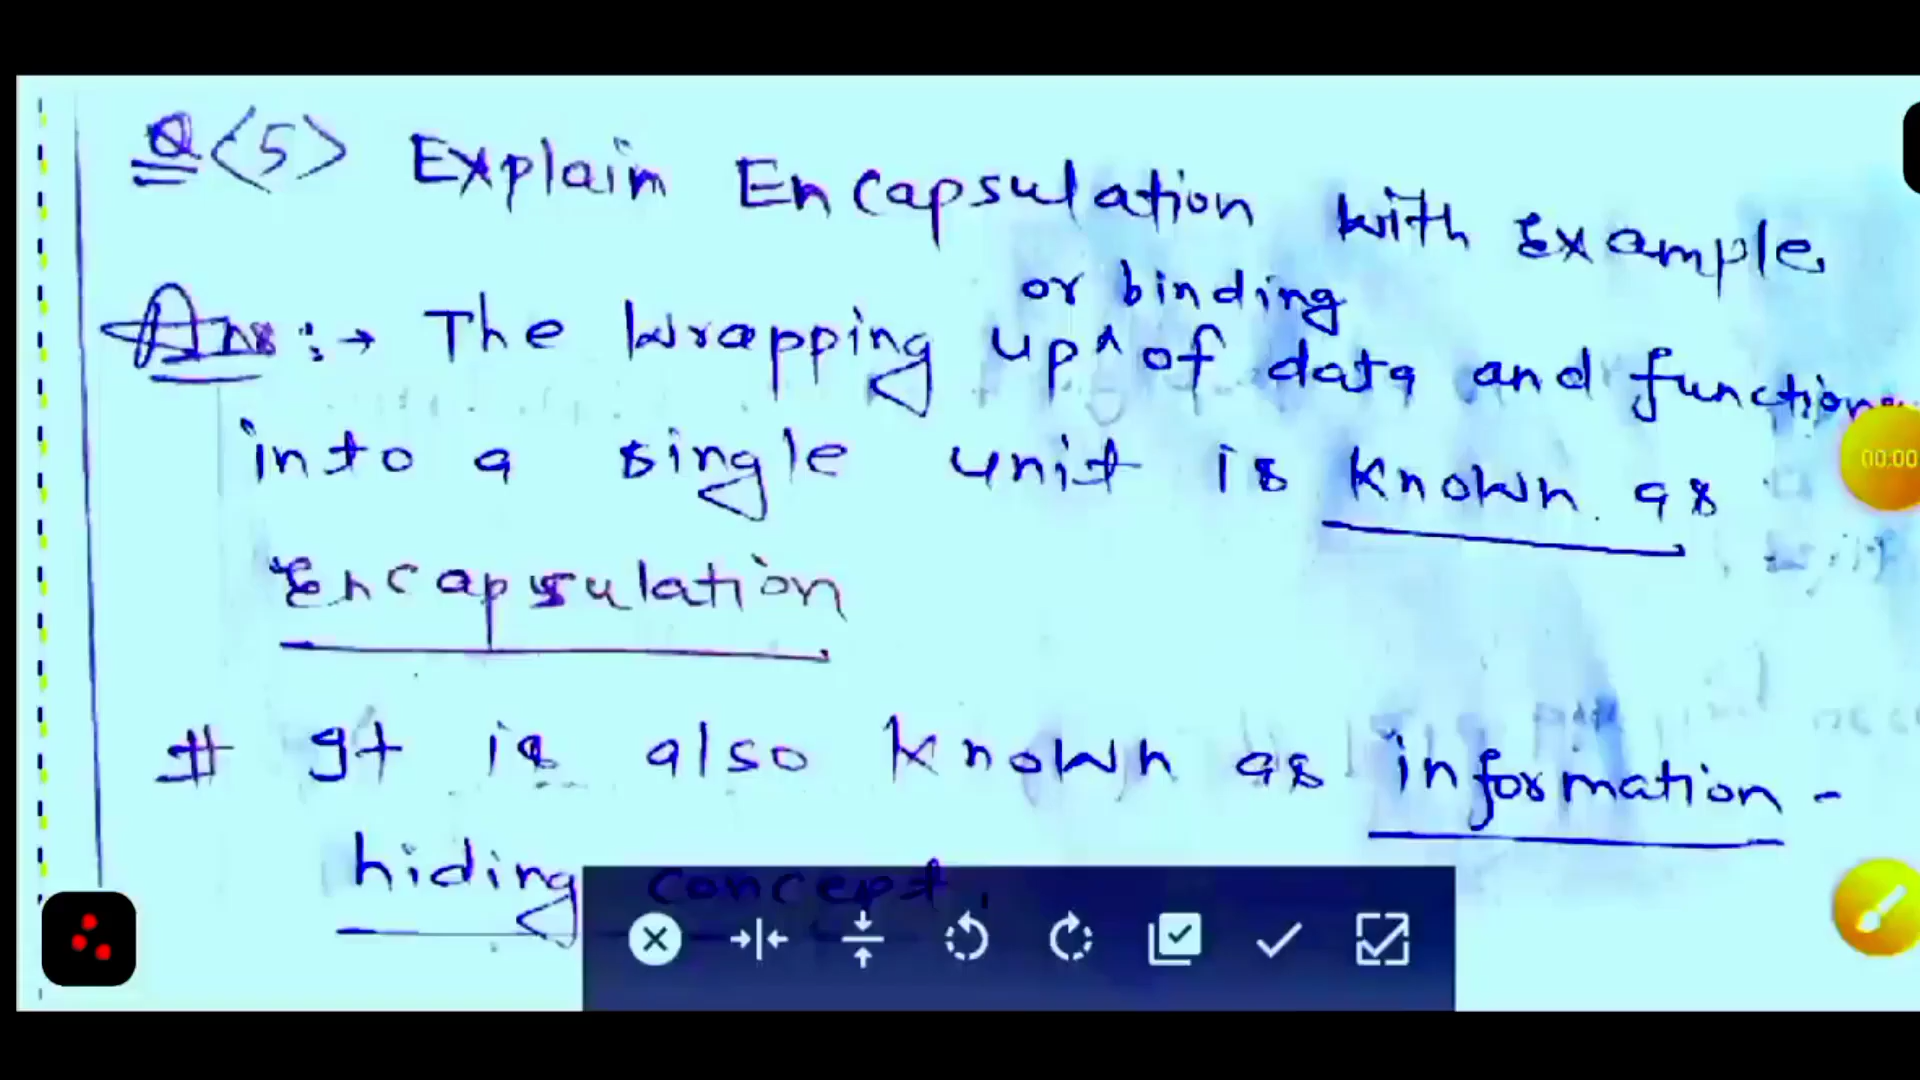 Q<5> Explain Encapsulation with Example
or binding
Ans :→ The Wrapping up ^ of data and functions
into a single unit is known as
Encapsulation
# It is also known as information -
hiding concept.
00:00